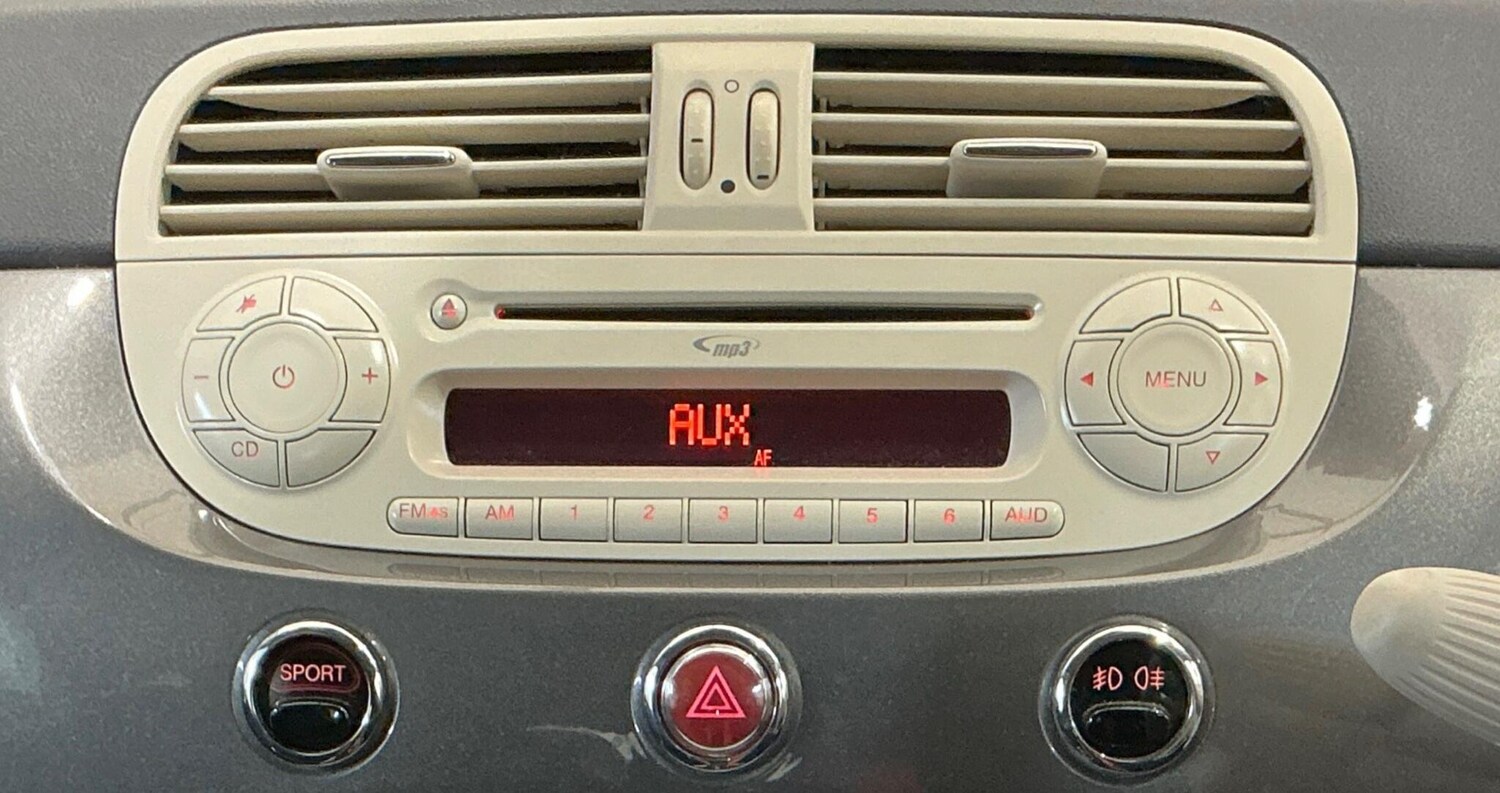 mp3
− +
MENU
AUX
AF
CD
FM AS AM 1 2 3 4 5 6 AUD
SPORT